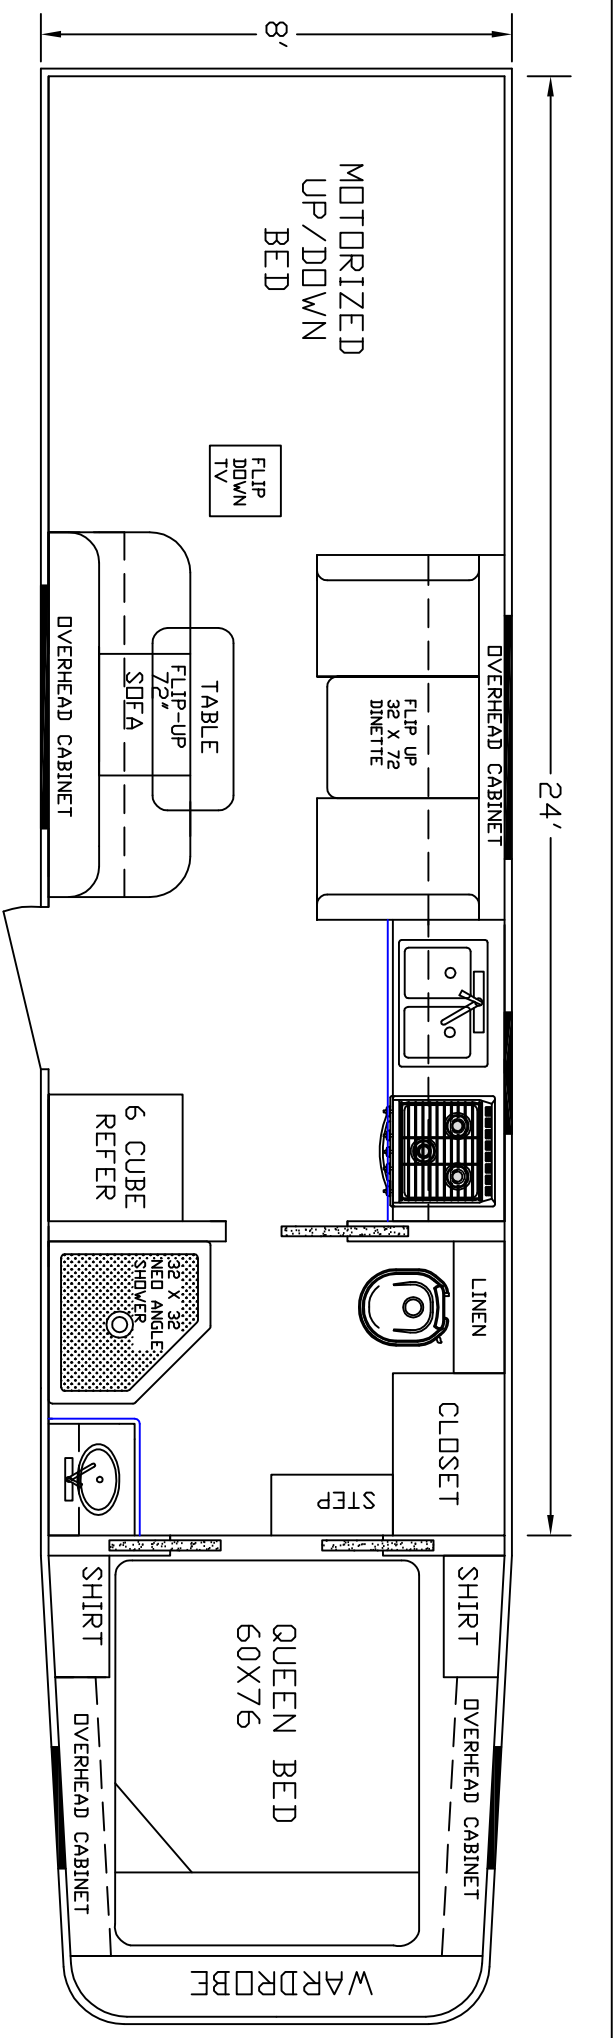 8'
24'
MOTORIZED
UP/DOWN
BED
FLIP
DOWN
TV
OVERHEAD CABINET
FLIP UP
32 X 72
DINETTE
TABLE
FLIP-UP
72"
SOFA
OVERHEAD CABINET
6 CUBE
REFER
LINEN
32 X 32
NEO ANGLE
SHOWER
CLOSET
STEP
SHIRT
SHIRT
QUEEN BED
60X76
OVERHEAD CABINET
OVERHEAD CABINET
WARDROBE